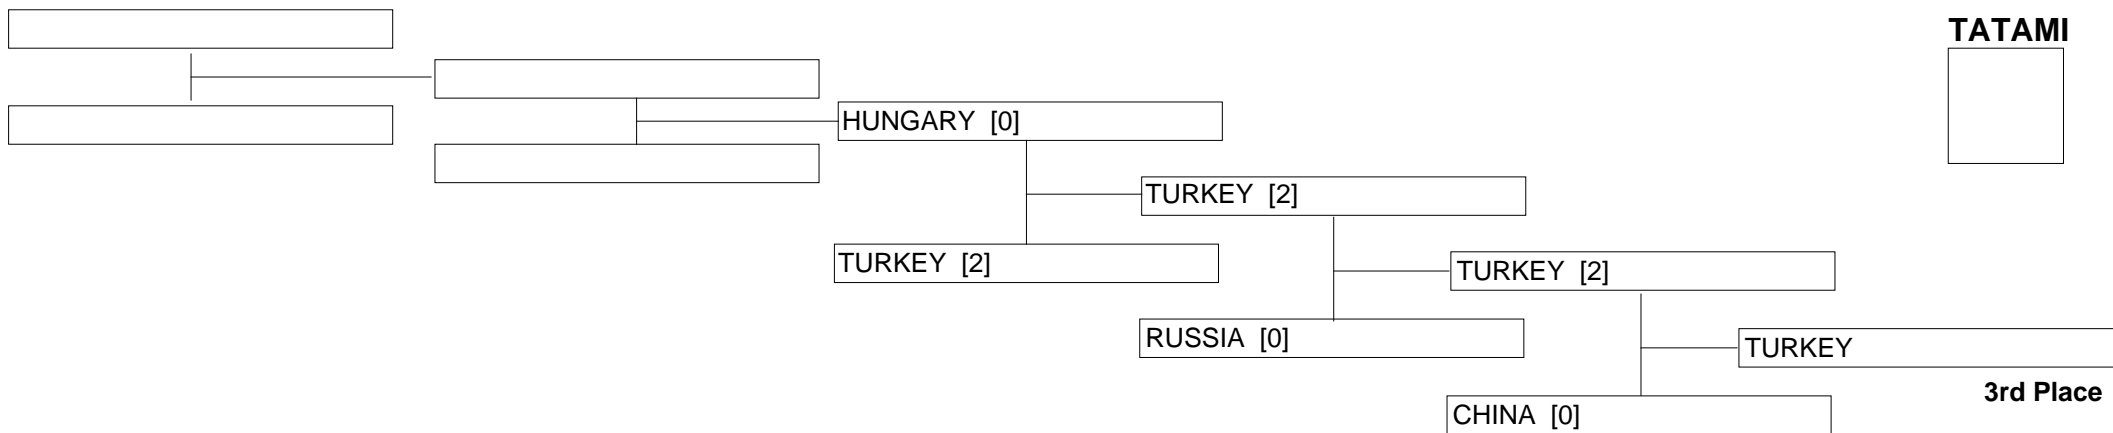 TATAMI
HUNGARY [0]
TURKEY [2]
TURKEY [2]
TURKEY [2]
RUSSIA [0]
TURKEY
3rd Place
CHINA [0]